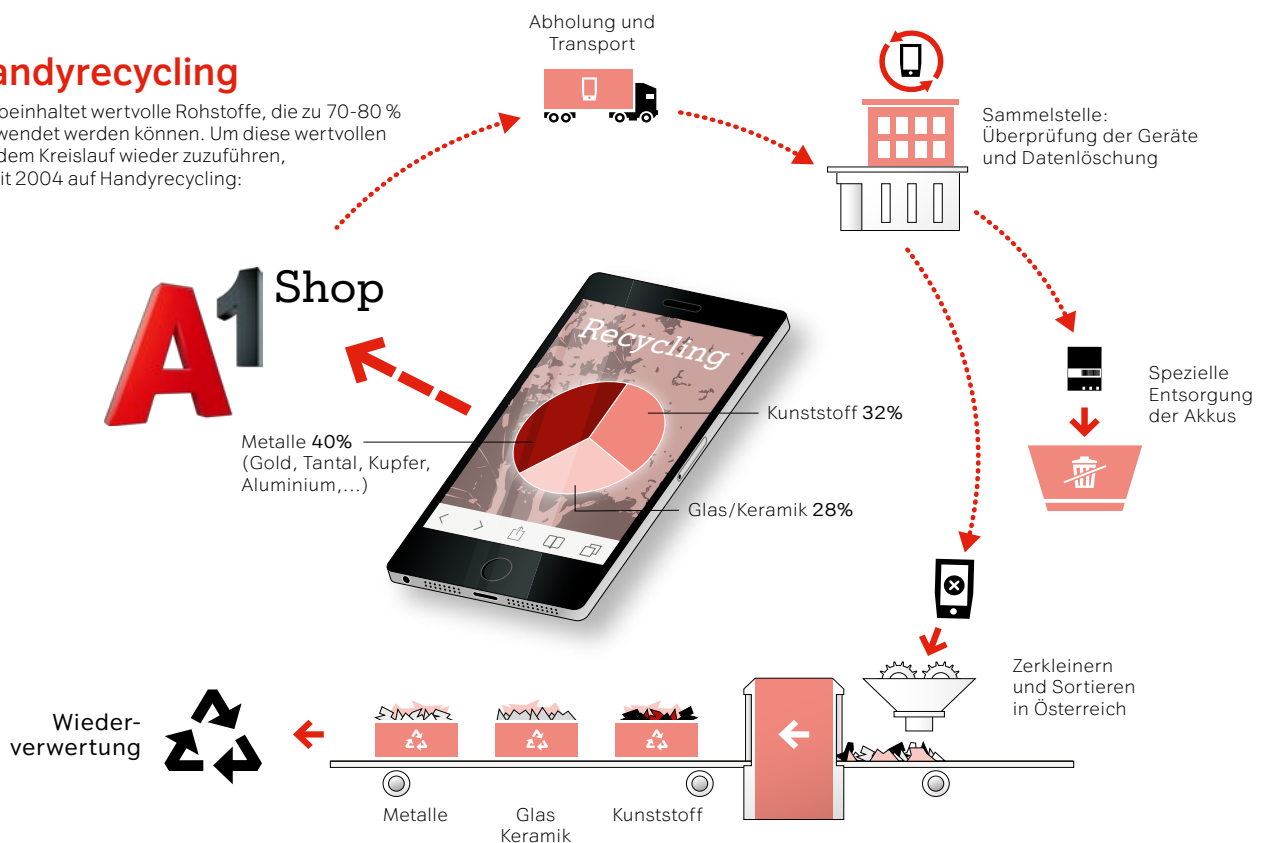 andyrecycling
beinhaltet wertvolle Rohstoffe, die zu 70-80 %
wendet werden können. Um diese wertvollen
dem Kreislauf wieder zuzuführen,
it 2004 auf Handyrecycling:
Abholung und
Transport
Sammelstelle:
Überprüfung der Geräte
und Datenlöschung
A1 Shop
Recycling
Kunststoff 32%
Metalle 40%
(Gold, Tantal, Kupfer,
Aluminium,...)
Glas/Keramik 28%
Spezielle
Entsorgung
der Akkus
Zerkleinern
und Sortieren
in Österreich
Wieder-
verwertung
Metalle
Glas
Keramik
Kunststoff